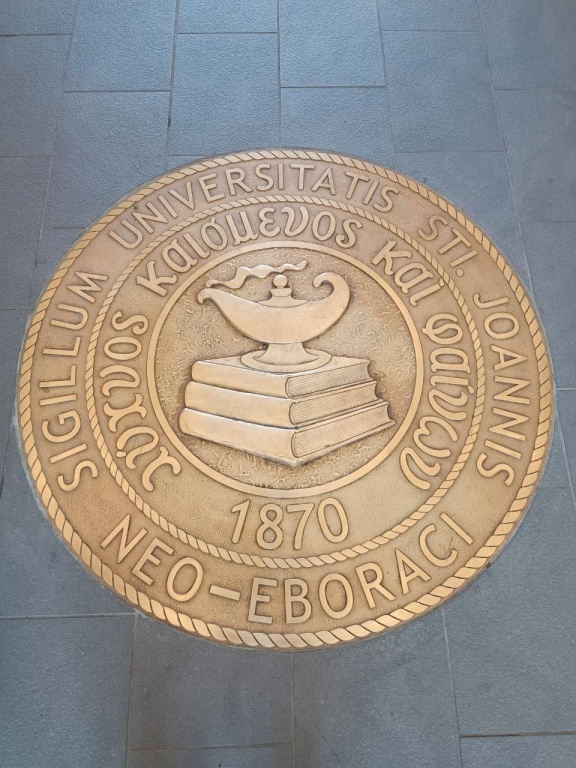 SIGILLUM UNIVERSITATIS STI. JOANNIS
NEO-EBORACI
λύχνος καιόμενος καὶ φαίνων
1870